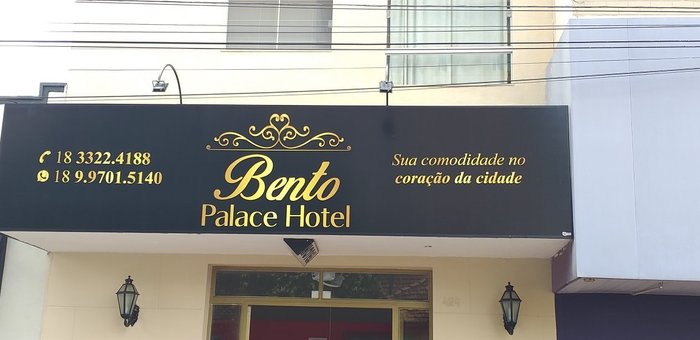 18 3322.4188
18 9.9701.5140
Bento
Palace Hotel
Sua comodidade no
coração da cidade